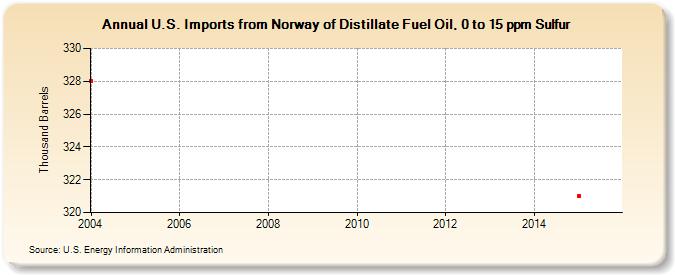 Annual U.S. Imports from Norway of Distillate Fuel Oil, 0 to 15 ppm Sulfur
Thousand Barrels
330
328
326
324
322
320
2004 2006 2008 2010 2012 2014
Source: U.S. Energy Information Administration